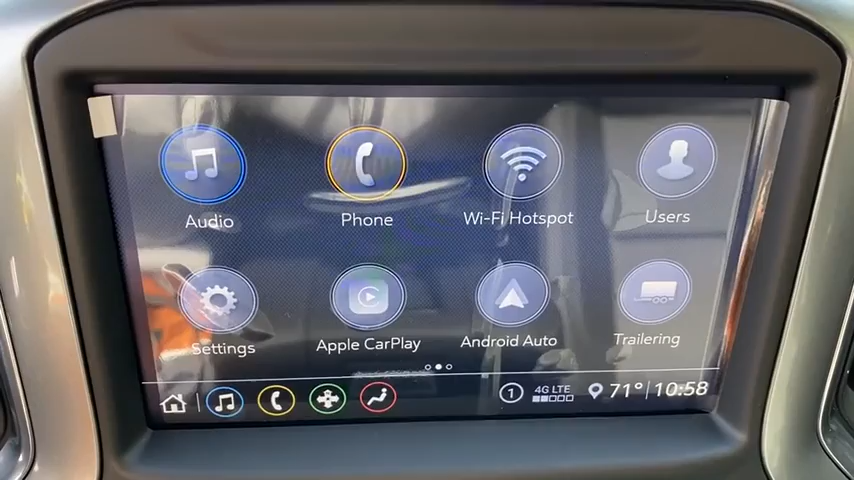 Audio
Phone
Wi-Fi Hotspot
Users
Settings
Apple CarPlay
Android Auto
Trailering
1
4G LTE
71° 10:58